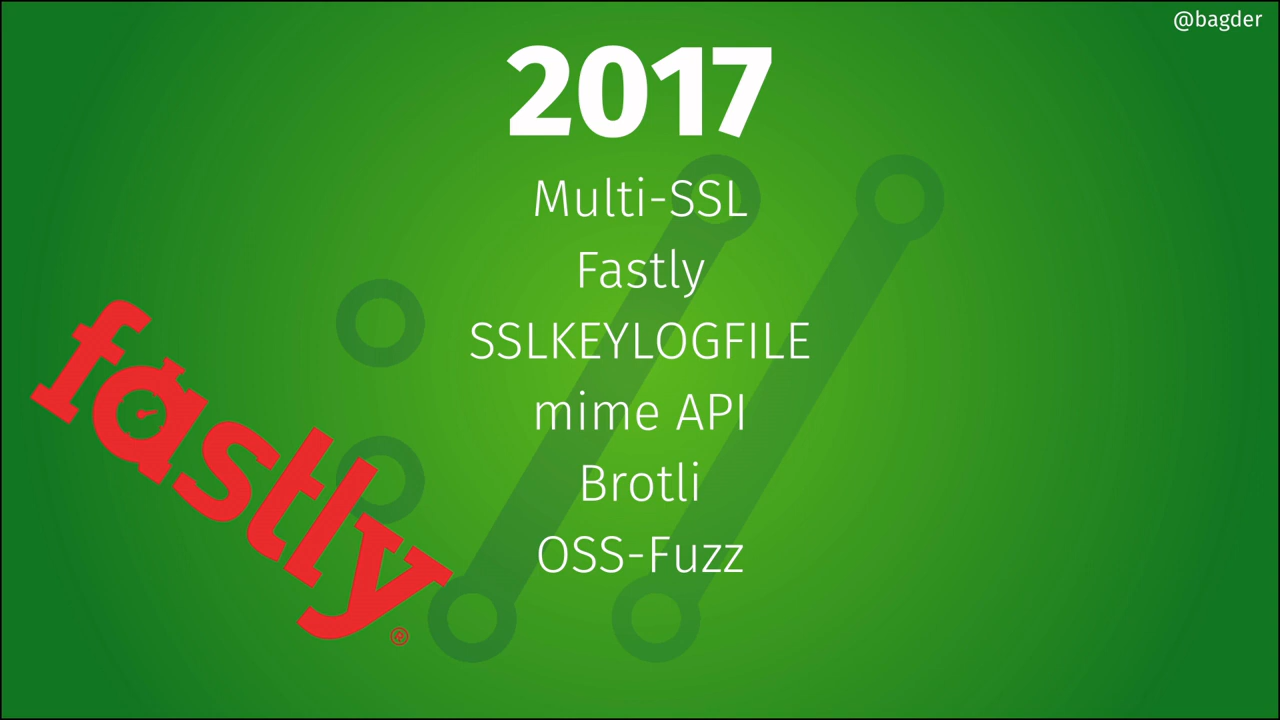 @bagder
2017
Multi-SSL
Fastly
SSLKEYLOGFILE
mime API
Brotli
OSS-Fuzz
fastly®